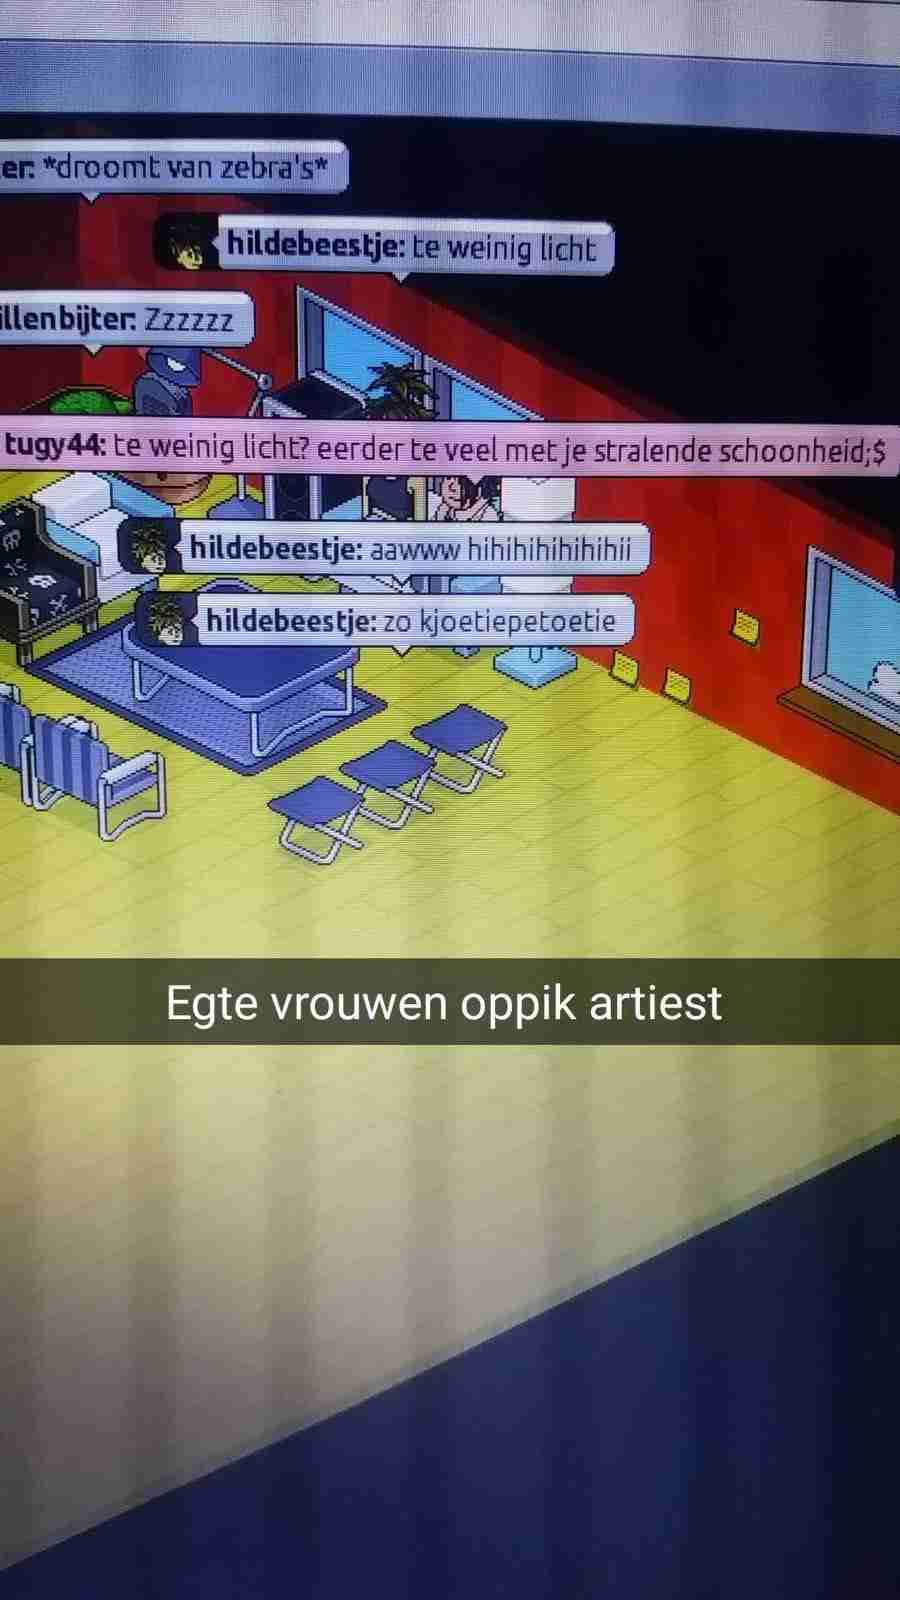 er: *droomt van zebra's*
hildebeestje: te weinig licht
illenbijter: Zzzzzz
tugy44: te weinig licht? eerder te veel met je stralende schoonheid;$
hildebeestje: aawww hihihihihihihii
hildebeestje: zo kjoetiepetoetie
Egte vrouwen oppik artiest